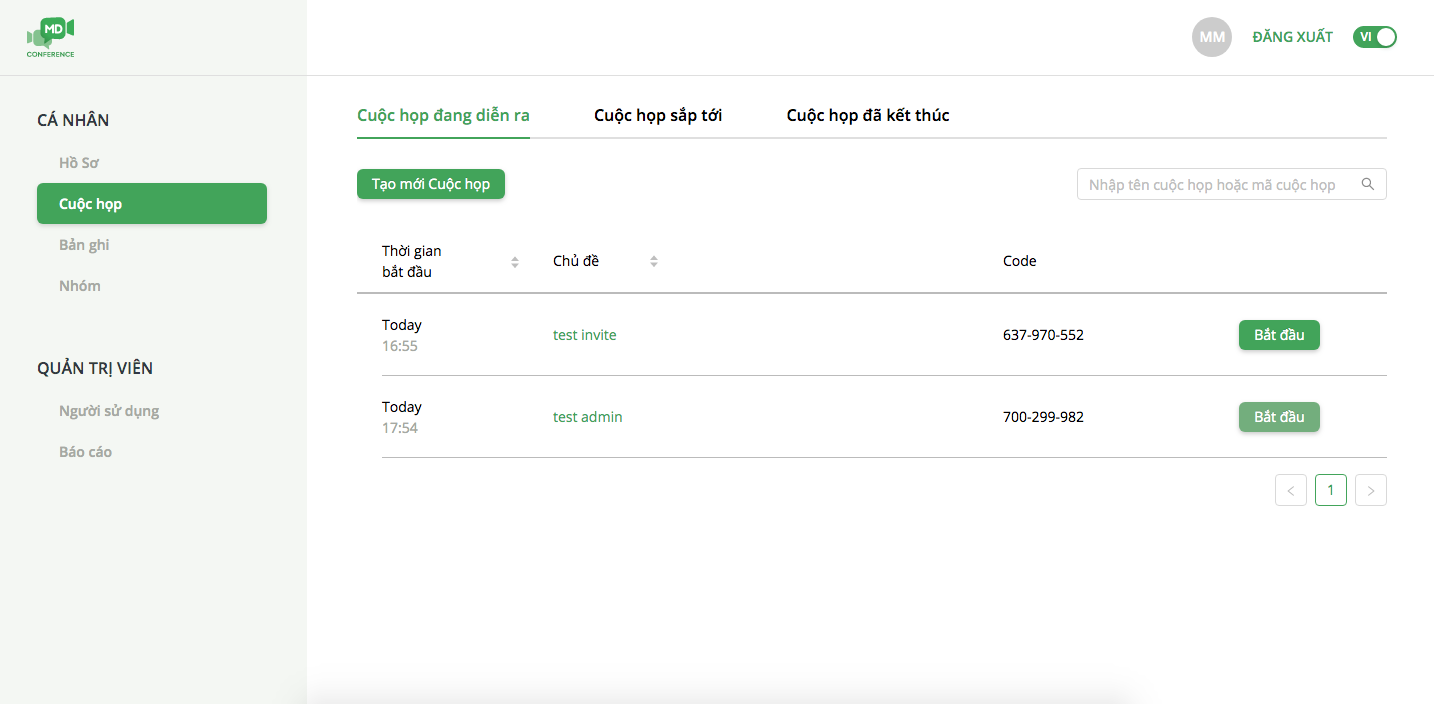 MD
CONFERENCE
MM
ĐĂNG XUẤT
VI
CÁ NHÂN
Hồ Sơ
Cuộc họp
Bản ghi
Nhóm
QUẢN TRỊ VIÊN
Người sử dụng
Báo cáo
Cuộc họp đang diễn ra
Cuộc họp sắp tới
Cuộc họp đã kết thúc
Tạo mới Cuộc họp
Nhập tên cuộc họp hoặc mã cuộc họp
Thời gian
bắt đầu
Chủ đề
Code
Today
16:55
test invite
637-970-552
Bắt đầu
Today
17:54
test admin
700-299-982
Bắt đầu
< 1 >